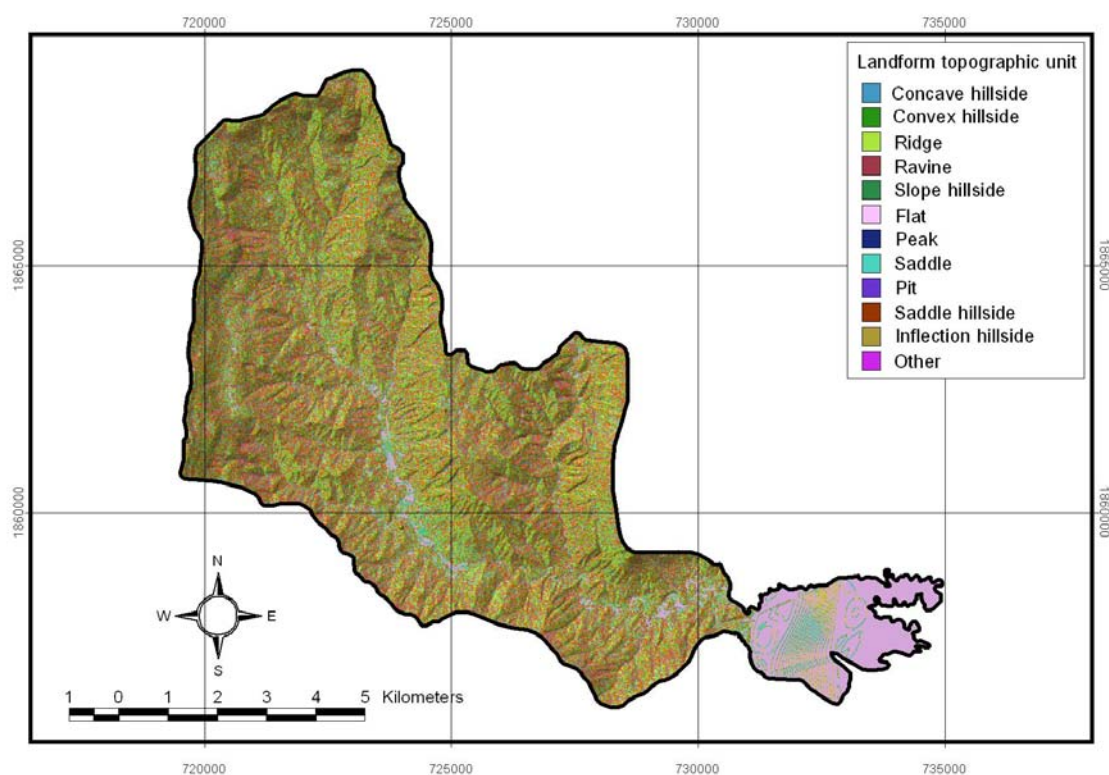 720000 725000 730000 735000
Landform topographic unit
Concave hillside
Convex hillside
Ridge
Ravine
Slope hillside
Flat
Peak
Saddle
Pit
Saddle hillside
Inflection hillside
Other
1865000 1865000
1860000 1860000
N
W E
S
1 0 1 2 3 4 5 Kilometers
720000 725000 730000 735000